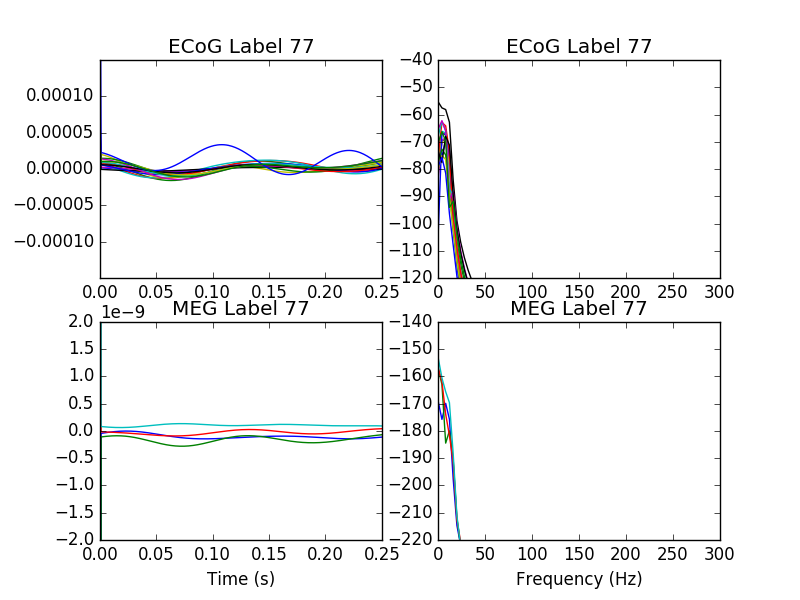 ECoG Label 77
0.00010
0.00005
0.00000
−0.00005
−0.00010
0.00 0.05 0.10 0.15 0.20 0.25
ECoG Label 77
−40
−50
−60
−70
−80
−90
−100
−110
−120
0 50 100 150 200 250 300
MEG Label 77
1e−9
2.0
1.5
1.0
0.5
0.0
−0.5
−1.0
−1.5
−2.0
0.00 0.05 0.10 0.15 0.20 0.25
Time (s)
MEG Label 77
−140
−150
−160
−170
−180
−190
−200
−210
−220
0 50 100 150 200 250 300
Frequency (Hz)